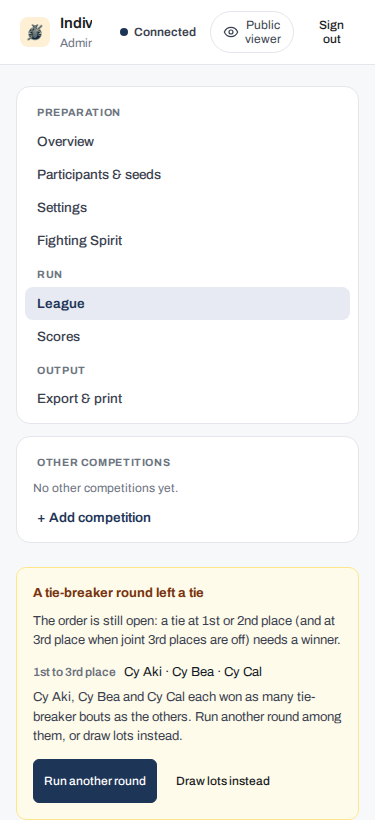 Indiv
Admir
Connected
Public
viewer
Sign
out
PREPARATION
Overview
Participants & seeds
Settings
Fighting Spirit
RUN
League
Scores
OUTPUT
Export & print
OTHER COMPETITIONS
No other competitions yet.
+ Add competition
A tie-breaker round left a tie
The order is still open: a tie at 1st or 2nd place (and at
3rd place when joint 3rd places are off) needs a winner.
1st to 3rd place Cy Aki · Cy Bea · Cy Cal
Cy Aki, Cy Bea and Cy Cal each won as many tie-
breaker bouts as the others. Run another round among
them, or draw lots instead.
Run another round
Draw lots instead